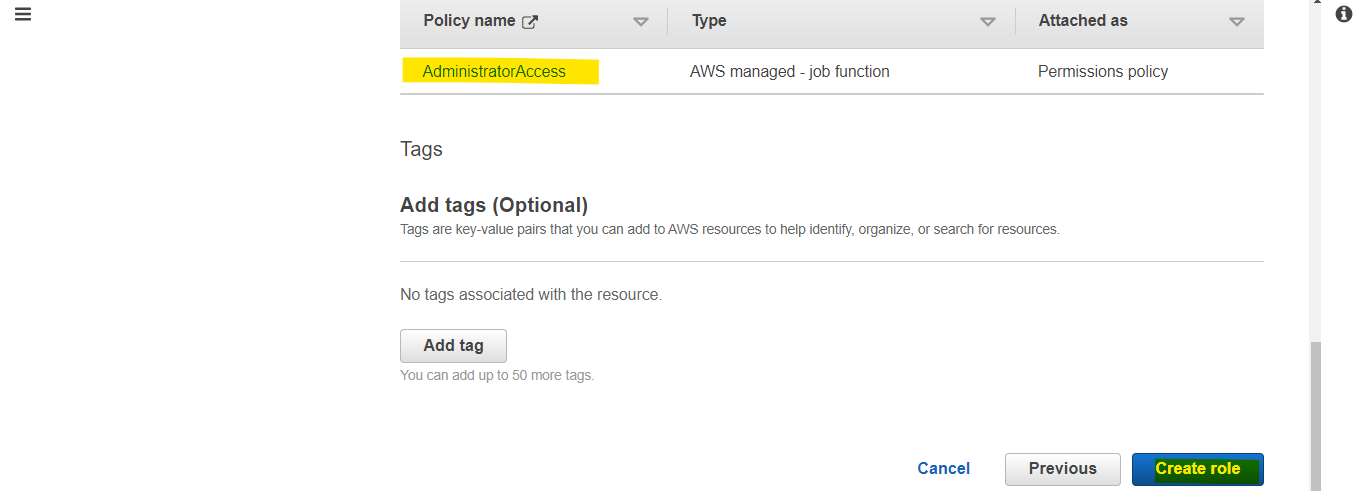 Policy name Type Attached as
AdministratorAccess AWS managed - job function Permissions policy
Tags
Add tags (Optional)
Tags are key-value pairs that you can add to AWS resources to help identify, organize, or search for resources.
No tags associated with the resource.
Add tag
You can add up to 50 more tags.
Cancel Previous Create role